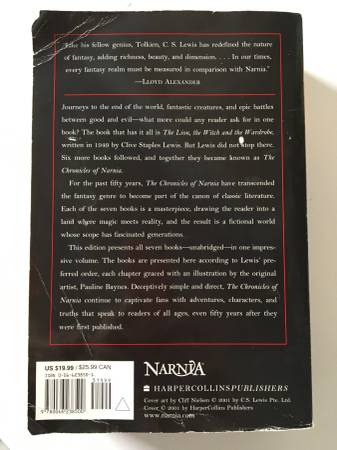 "Like his fellow genius, Tolkien, C. S. Lewis has redefined the nature
of fantasy, adding richness, beauty, and dimension. . . . In our times,
every fantasy realm must be measured in comparison with Narnia."
—LLOYD ALEXANDER
Journeys to the end of the world, fantastic creatures, and epic battles
between good and evil—what more could any reader ask for in one
book? The book that has it all is The Lion, the Witch and the Wardrobe,
written in 1949 by Clive Staples Lewis. But Lewis did not stop there.
Six more books followed, and together they became known as The
Chronicles of Narnia.
For the past fifty years, The Chronicles of Narnia have transcended
the fantasy genre to become part of the canon of classic literature.
Each of the seven books is a masterpiece, drawing the reader into a
land where magic meets reality, and the result is a fictional world
whose scope has fascinated generations.
This edition presents all seven books—unabridged—in one impres-
sive volume. The books are presented here according to Lewis'
preferred order, each chapter graced with an illustration by the original
artist, Pauline Baynes. Deceptively simple and direct, The Chronicles of
Narnia continue to captivate fans with adventures, characters, and
truths that speak to readers of all ages, even fifty years after they
were first published.
US $19.99 / $25.99 CAN
ISBN 0-06-623850-1
51999
9 780066 238500
NARNIA
HARPERCOLLINSPUBLISHERS
Cover art by Cliff Nielsen © 2001 by C.S. Lewis Pte. Ltd.
Cover © 2001 by HarperCollins Publishers
www.narnia.com